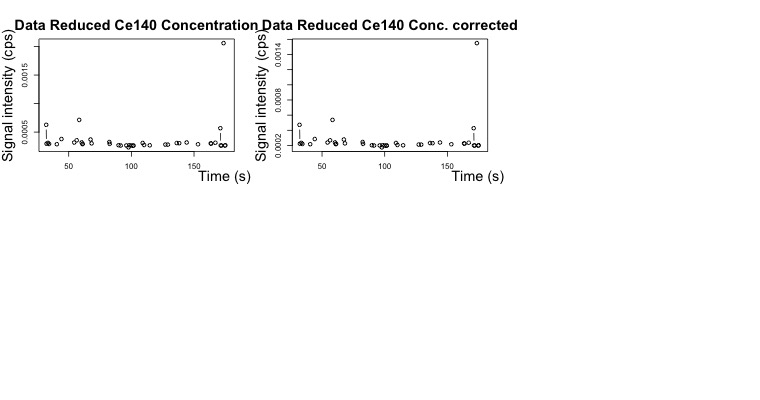 Data Reduced Ce140 Concentration
Signal intensity (cps)
0.0015
0.0005
50
100
150
Time (s)
Data Reduced Ce140 Conc. corrected
Signal intensity (cps)
0.0014
0.0008
0.0002
50
100
150
Time (s)